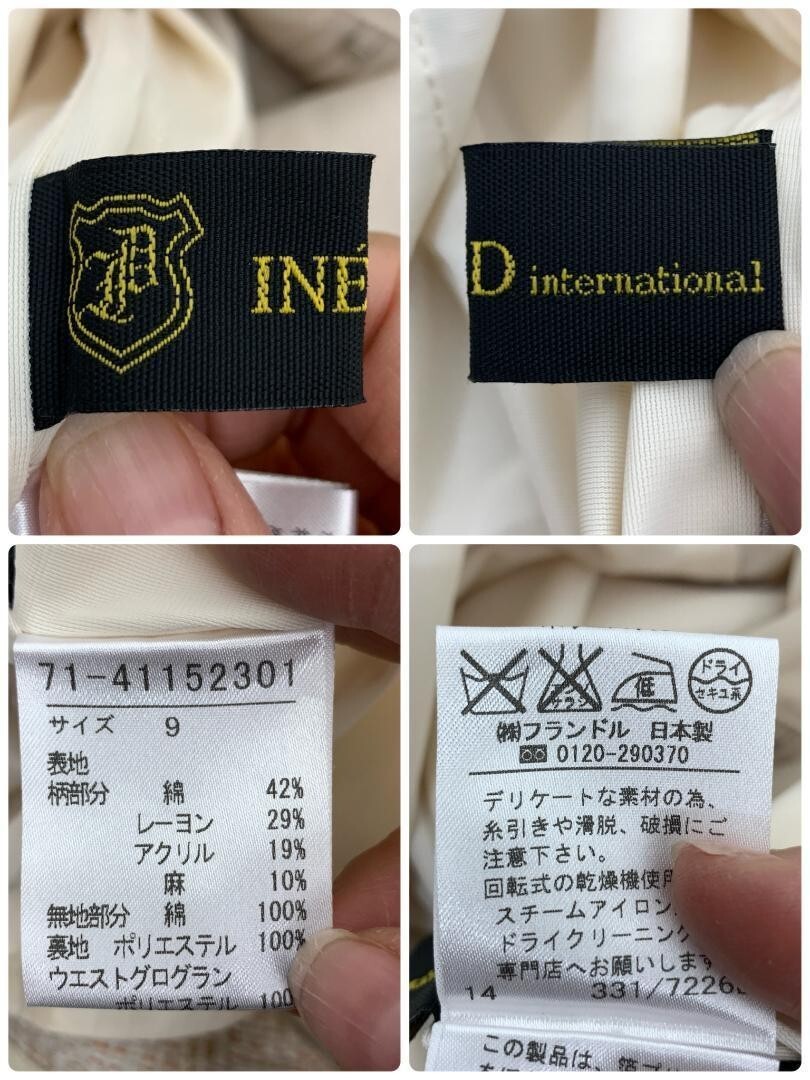 INÉ
D international
71-41152301
サイズ 9
表地
柄部分 綿 42%
レーヨン 29%
アクリル 19%
麻 10%
無地部分 綿 100%
裏地 ポリエステル 100%
ウエストグログラン
ポリエステル 100
エンソサラシ
低
ドライ
セキユ系
㈱フランドル 日本製
0120-290370
デリケートな素材の為、
糸引きや滑脱、破損にご
注意下さい。
回転式の乾燥機使用
スチームアイロン
ドライクリーニング
専門店へお願いします
14 331/7226
この製品は、